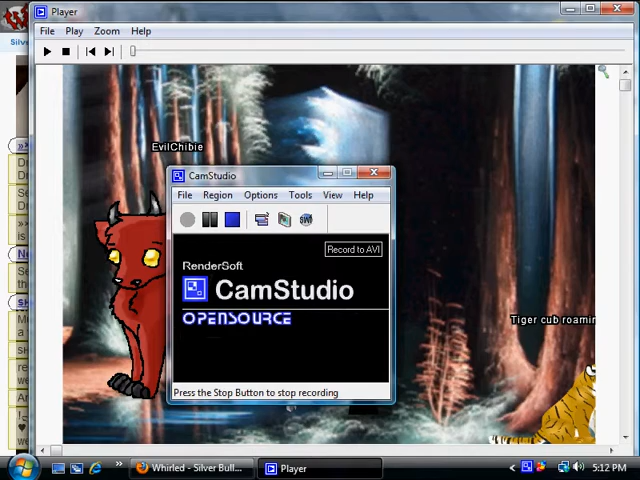 Player
File Play Zoom Help
Silver
EvilChibie
CamStudio
File Region Options Tools View Help
Record to AVI
RenderSoft
CamStudio
OPENSOURCE
Tiger cub roamin
Press the Stop Button to stop recording
Whirled - Silver Bull...
Player
5:12 PM